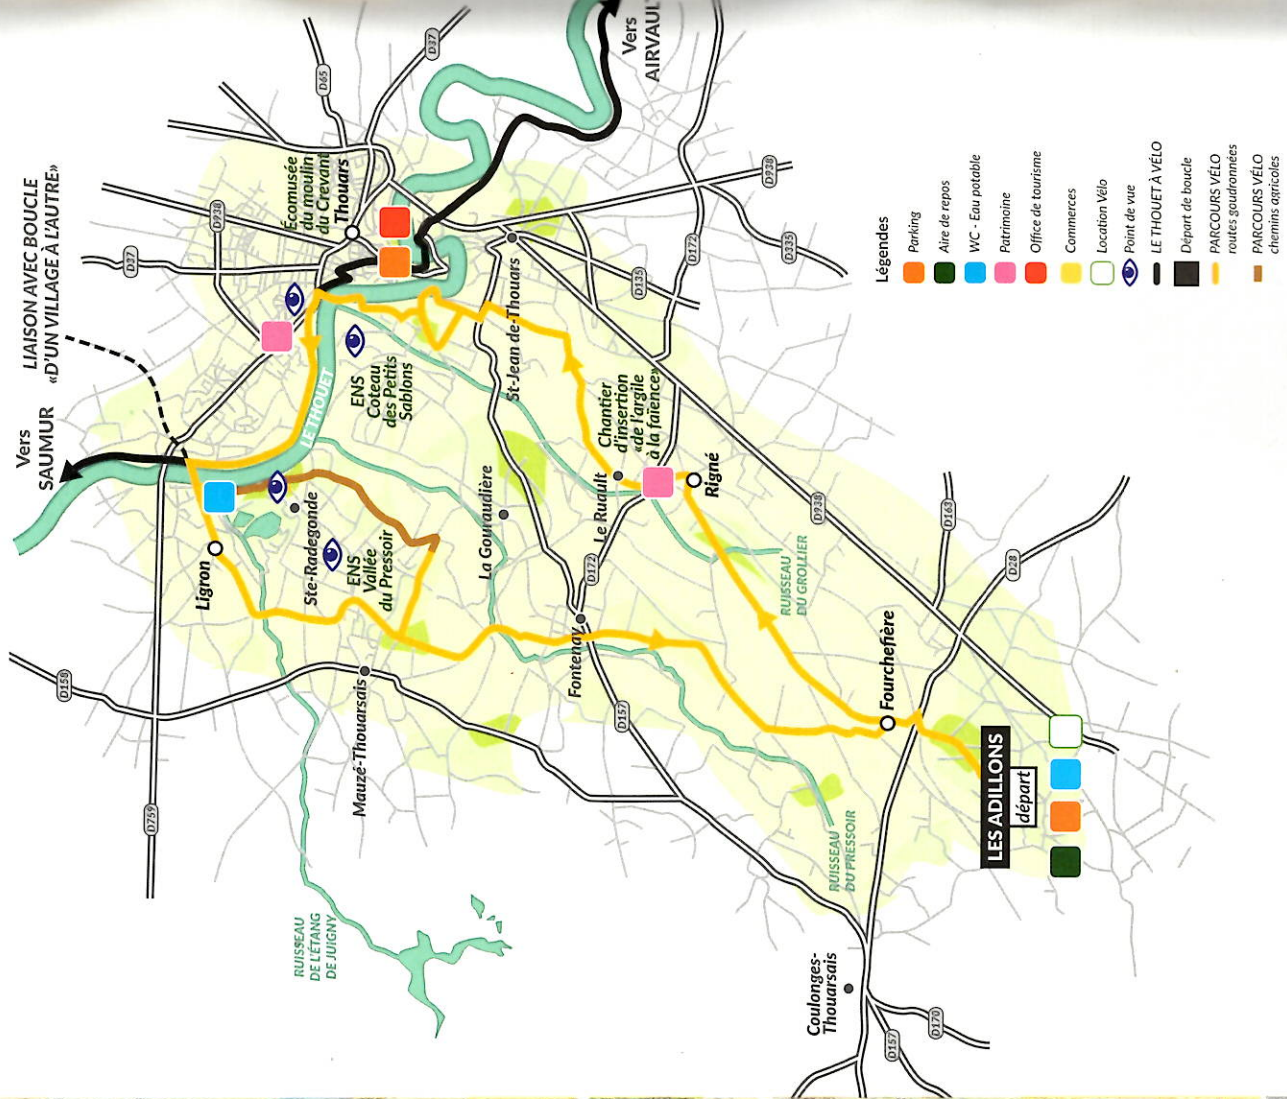 LIAISON AVEC BOUCLE
«D'UN VILLAGE À L'AUTRE»
Vers
SAUMUR
Vers
AIRVAULT
D65
D37
D938
D37
Écomusée
du moulin
du Crevant
Thouars
D938
D335
D172
D135
St-Jean de-Thouars
LE THOUET
ENS
Coteau
des Petits
Sablons
Chantier
d'insertion
«de l'argile
à la faïence»
Le Ruault
Rigné
La Gouraudière
Ste-Radegonde
ENS
Vallée
du Pressoir
Ligron
D172
D938
D163
D28
RUISSEAU
DU GROLLIER
Fontenay
Fourchefière
D158
Mauzé-Thouarsais
D157
D759
LES ADILLONS
départ
RUISSEAU
DU PRESSOIR
RUISSEAU
DE L'ÉTANG
DE JUIGNY
Coulonges-
Thouarsais
D157
D170
Légendes
Parking
Aire de repos
WC - Eau potable
Patrimoine
Office de tourisme
Commerces
Location Vélo
Point de vue
LE THOUET À VÉLO
Départ de boucle
PARCOURS VÉLO
routes goudronnées
PARCOURS VÉLO
chemins agricoles